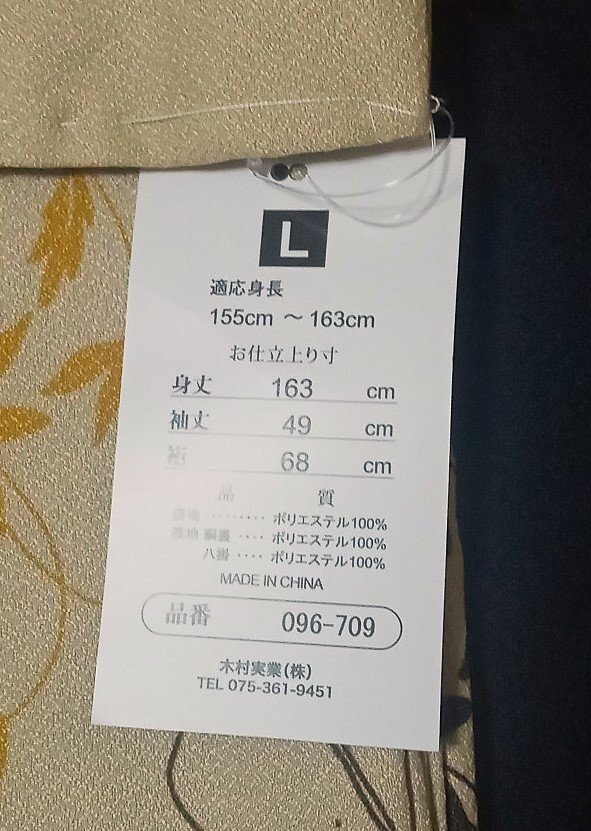 L
適応身長
155cm ～ 163cm
お仕立上り寸
身丈 163 cm
袖丈 49 cm
68 cm
品 質
‥‥‥‥ ポリエステル100%
胴裏 ‥‥ ポリエステル100%
八掛 ‥‥ ポリエステル100%
MADE IN CHINA
品番 096-709
木村実業(株)
TEL 075-361-9451